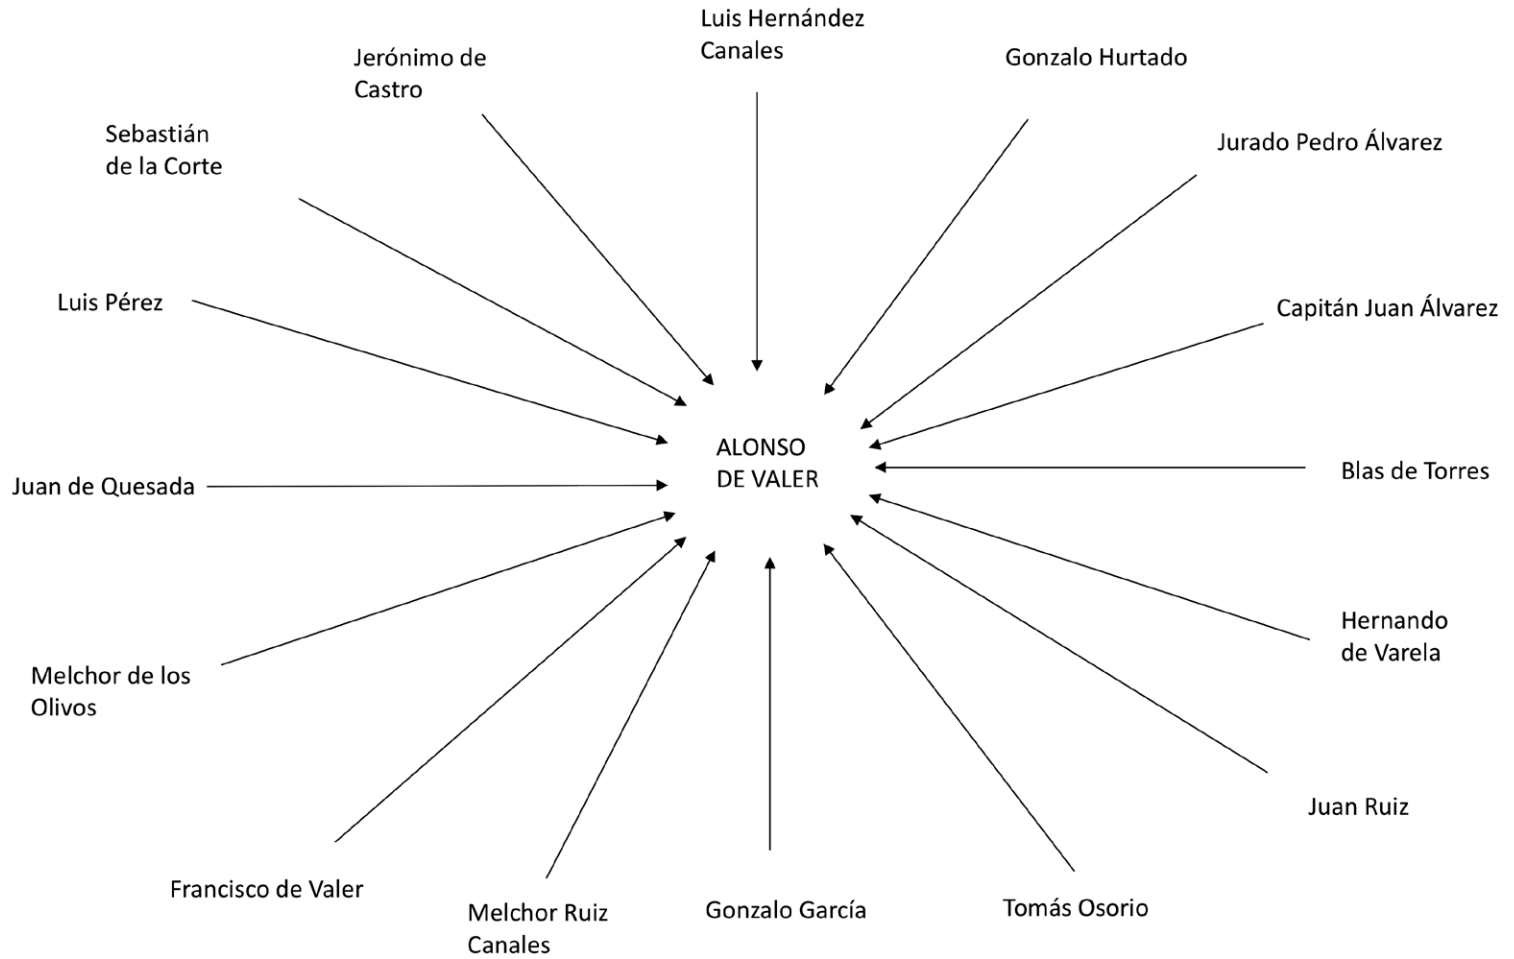 Luis Hernández
Canales
Jerónimo de
Castro
Gonzalo Hurtado
Sebastián
de la Corte
Jurado Pedro Álvarez
Luis Pérez
Capitán Juan Álvarez
ALONSO
DE VALER
Juan de Quesada
Blas de Torres
Hernando
de Varela
Melchor de los
Olivos
Juan Ruiz
Francisco de Valer
Melchor Ruiz
Canales
Gonzalo García
Tomás Osorio